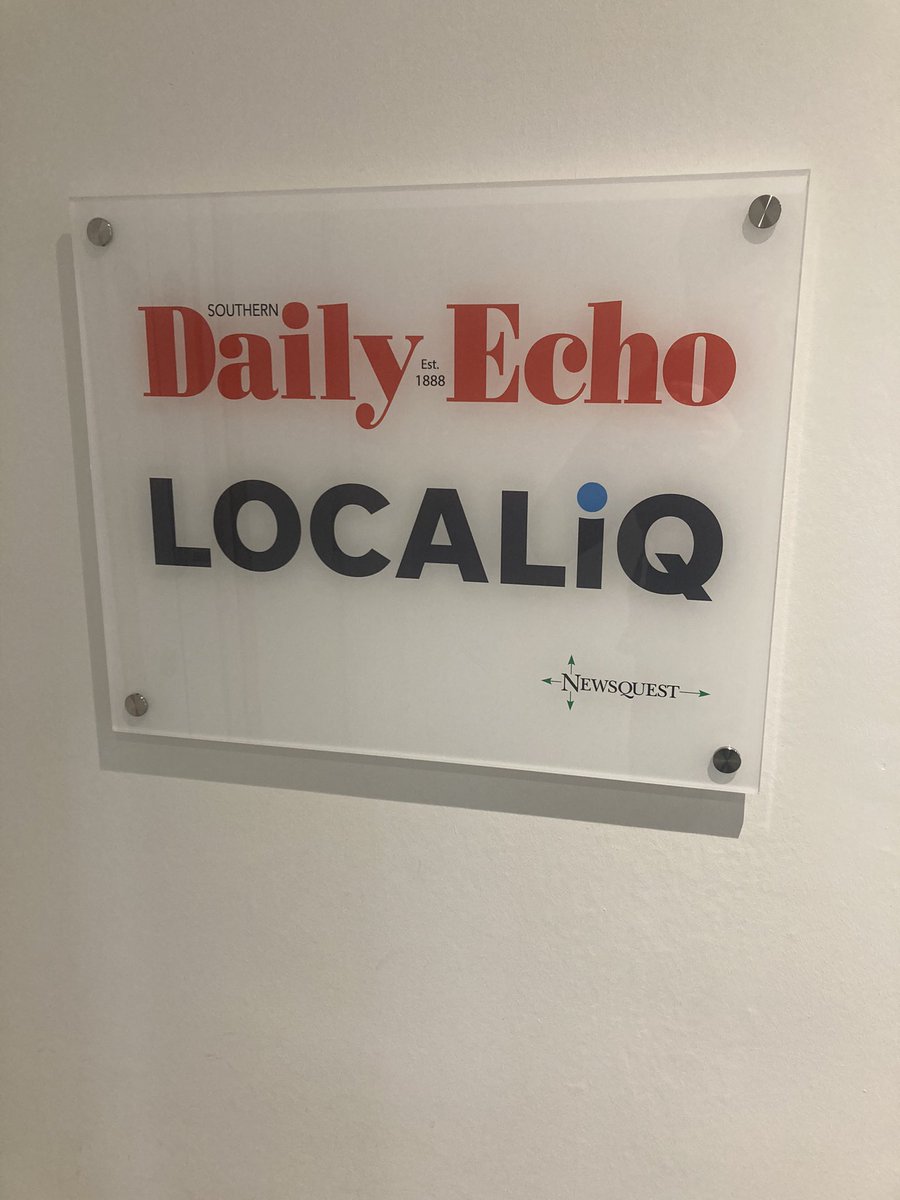 SOUTHERN
Daily Echo
Est.
1888
LOCALiQ
NEWSQUEST